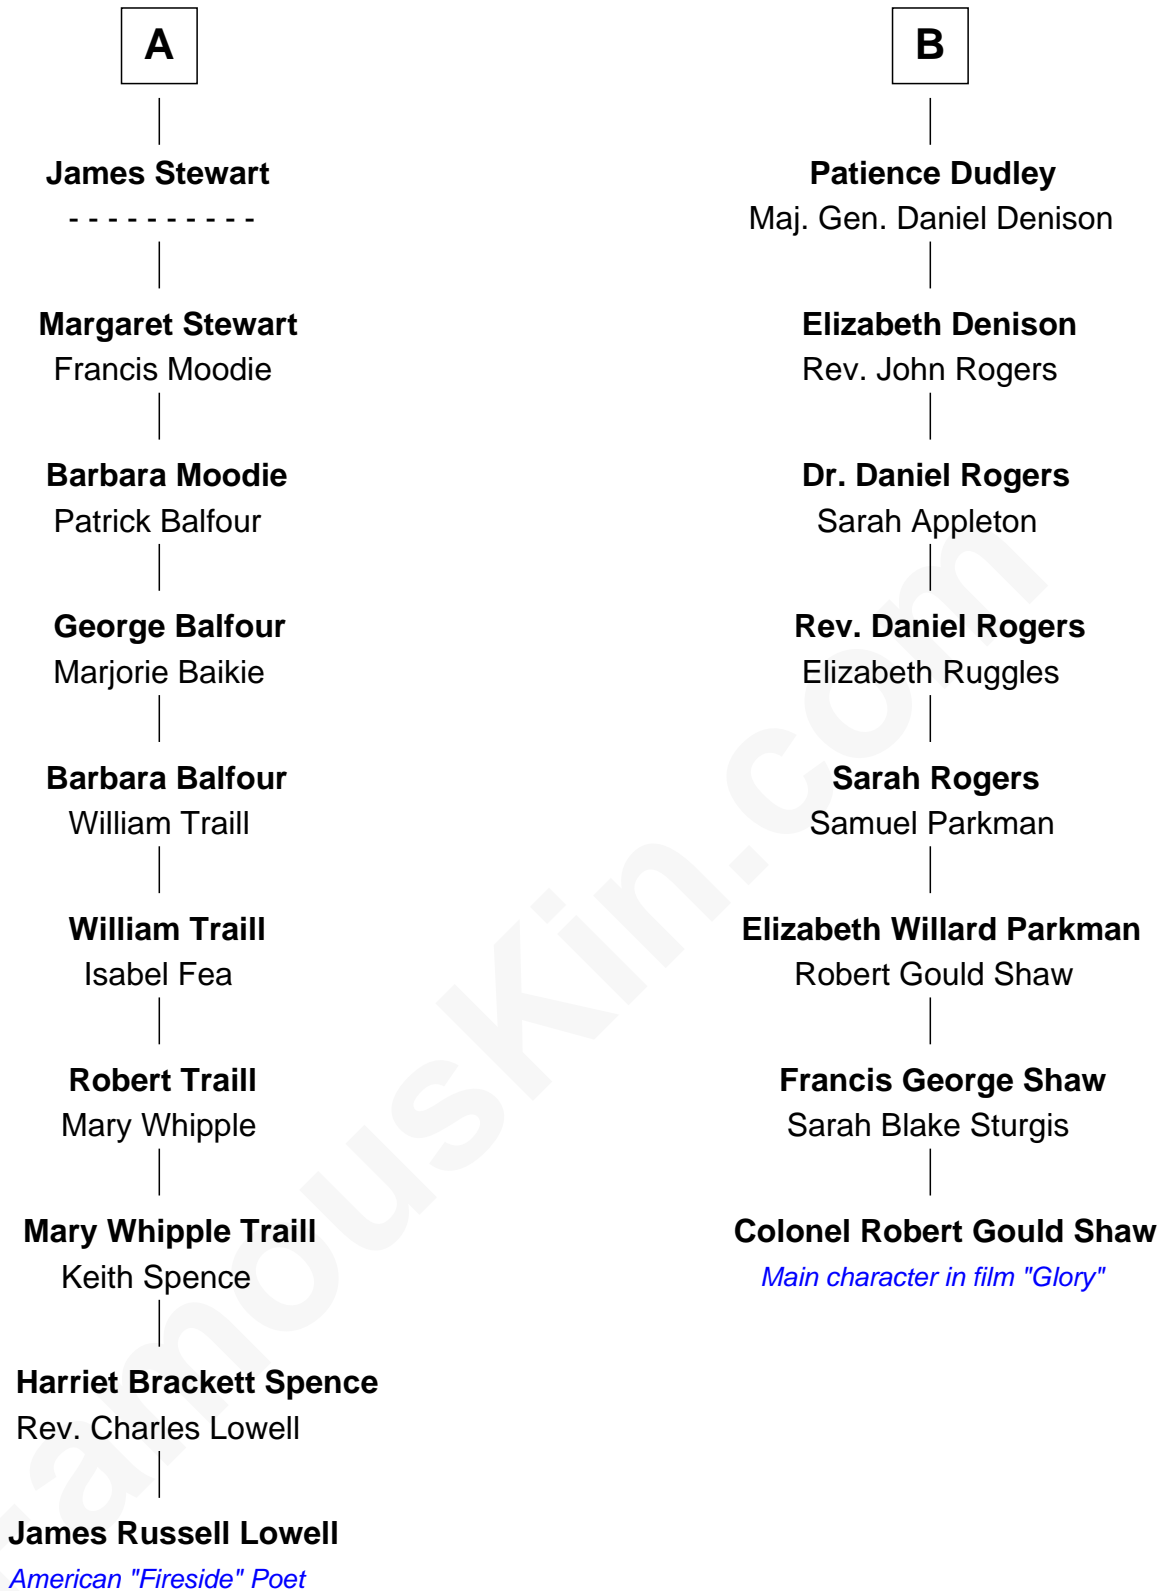 A
James Stewart
- - - - - - - - - -
Margaret Stewart
Francis Moodie
Barbara Moodie
Patrick Balfour
George Balfour
Marjorie Baikie
Barbara Balfour
William Traill
William Traill
Isabel Fea
Robert Traill
Mary Whipple
Mary Whipple Traill
Keith Spence
Harriet Brackett Spence
Rev. Charles Lowell
James Russell Lowell
American "Fireside" Poet
B
Patience Dudley
Maj. Gen. Daniel Denison
Elizabeth Denison
Rev. John Rogers
Dr. Daniel Rogers
Sarah Appleton
Rev. Daniel Rogers
Elizabeth Ruggles
Sarah Rogers
Samuel Parkman
Elizabeth Willard Parkman
Robert Gould Shaw
Francis George Shaw
Sarah Blake Sturgis
Colonel Robert Gould Shaw
Main character in film "Glory"
FamousKin.com